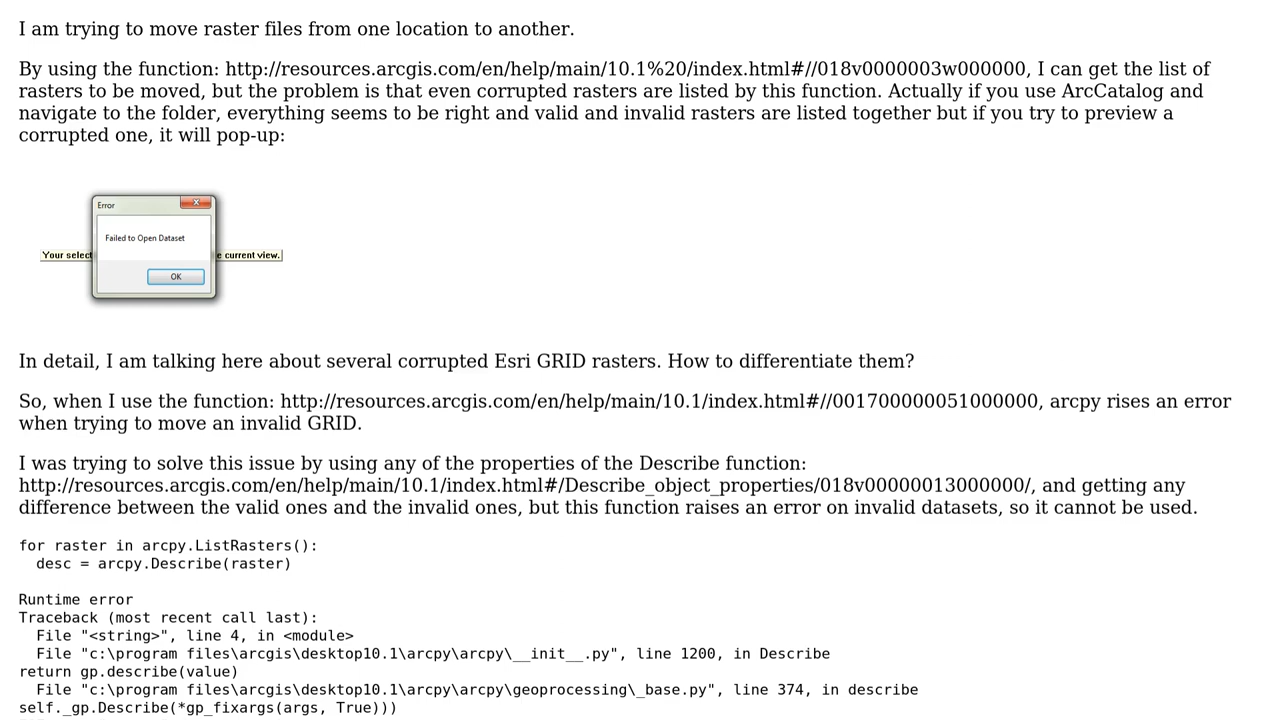 I am trying to move raster files from one location to another.
By using the function: http://resources.arcgis.com/en/help/main/10.1%20/index.html#//018v0000003w000000, I can get the list of
rasters to be moved, but the problem is that even corrupted rasters are listed by this function. Actually if you use ArcCatalog and
navigate to the folder, everything seems to be right and valid and invalid rasters are listed together but if you try to preview a
corrupted one, it will pop-up:
Error
Failed to Open Dataset
Your select
e current view.
OK
In detail, I am talking here about several corrupted Esri GRID rasters. How to differentiate them?
So, when I use the function: http://resources.arcgis.com/en/help/main/10.1/index.html#//001700000051000000, arcpy rises an error
when trying to move an invalid GRID.
I was trying to solve this issue by using any of the properties of the Describe function:
http://resources.arcgis.com/en/help/main/10.1/index.html#/Describe_object_properties/018v00000013000000/, and getting any
difference between the valid ones and the invalid ones, but this function raises an error on invalid datasets, so it cannot be used.
for raster in arcpy.ListRasters():
  desc = arcpy.Describe(raster)
Runtime error
Traceback (most recent call last):
  File "<string>", line 4, in <module>
  File "c:\program files\arcgis\desktop10.1\arcpy\arcpy\__init__.py", line 1200, in Describe
return gp.describe(value)
  File "c:\program files\arcgis\desktop10.1\arcpy\arcpy\geoprocessing\_base.py", line 374, in describe
self._gp.Describe(*gp_fixargs(args, True)))